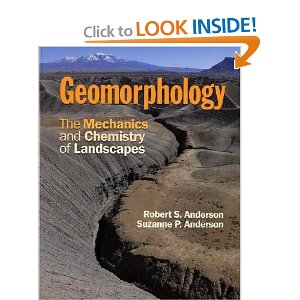 Click to LOOK INSIDE!
Geomorphology
The Mechanics
and Chemistry
of Landscapes
Robert S. Anderson
Suzanne P. Anderson